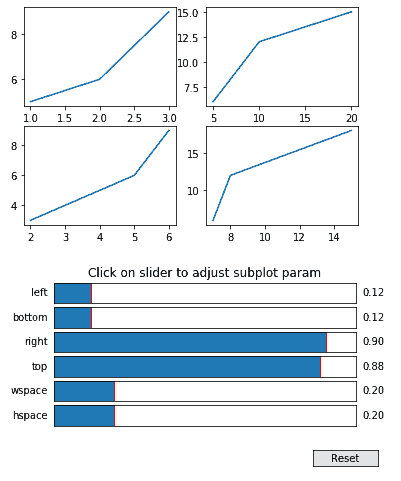 8
6
1.0 1.5 2.0 2.5 3.0
15.0
12.5
10.0
7.5
5 10 15 20
8
6
4
2 3 4 5 6
15
10
8 10 12 14
Click on slider to adjust subplot param
left 0.12
bottom 0.12
right 0.90
top 0.88
wspace 0.20
hspace 0.20
Reset